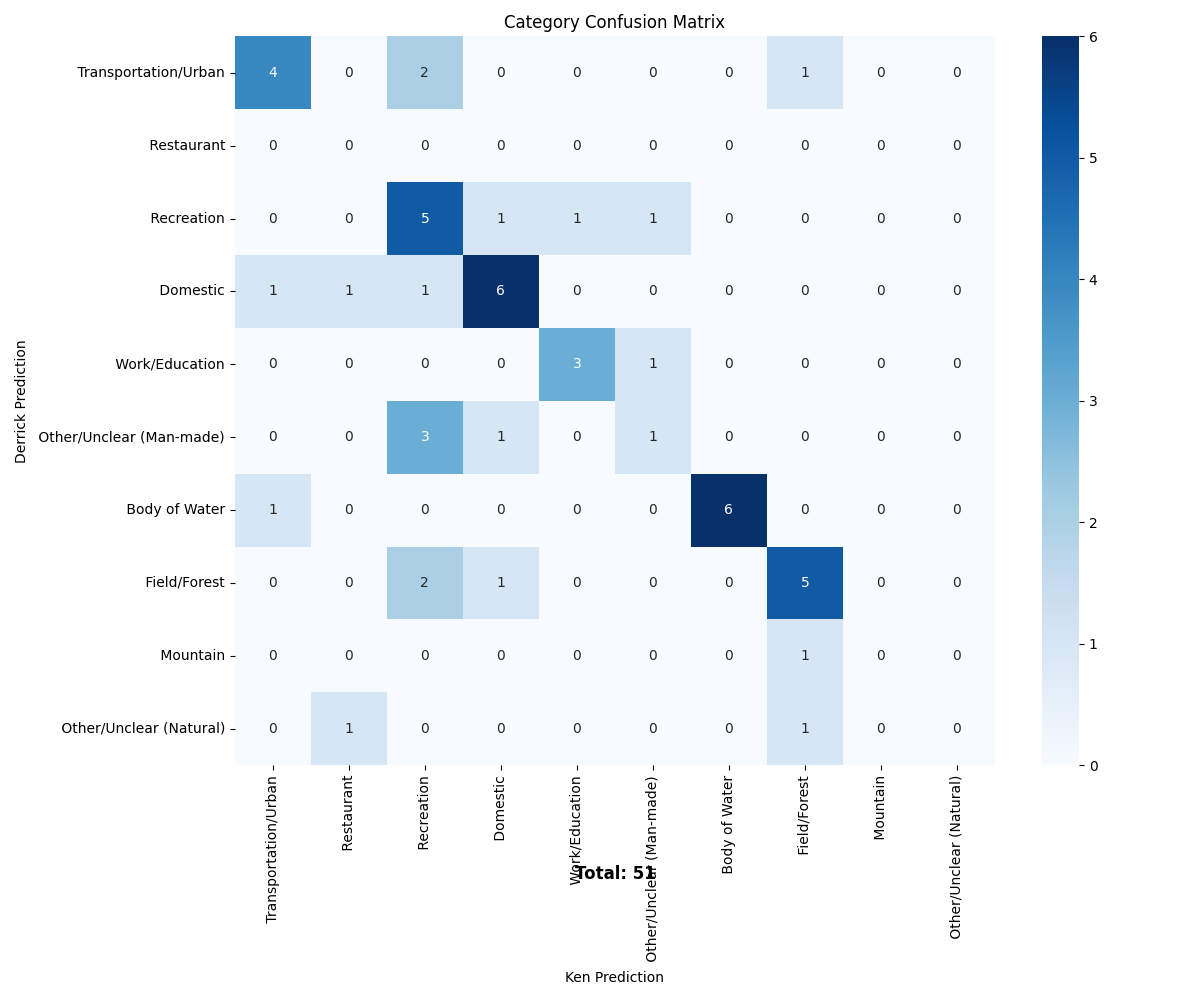 Category Confusion Matrix
Transportation/Urban 4 0 2 0 0 0 0 1 0 0
Restaurant 0 0 0 0 0 0 0 0 0 0
Recreation 0 0 5 1 1 1 0 0 0 0
Domestic 1 1 1 6 0 0 0 0 0 0
Work/Education 0 0 0 0 3 1 0 0 0 0
Other/Unclear (Man-made) 0 0 3 1 0 1 0 0 0 0
Body of Water 1 0 0 0 0 0 6 0 0 0
Field/Forest 0 0 2 1 0 0 0 5 0 0
Mountain 0 0 0 0 0 0 0 1 0 0
Other/Unclear (Natural) 0 1 0 0 0 0 0 1 0 0
Derrick Prediction
Transportation/Urban
Restaurant
Recreation
Domestic
Work/Education
Other/Unclear (Man-made)
Body of Water
Field/Forest
Mountain
Other/Unclear (Natural)
Total: 51
Ken Prediction
6
5
4
3
2
1
0